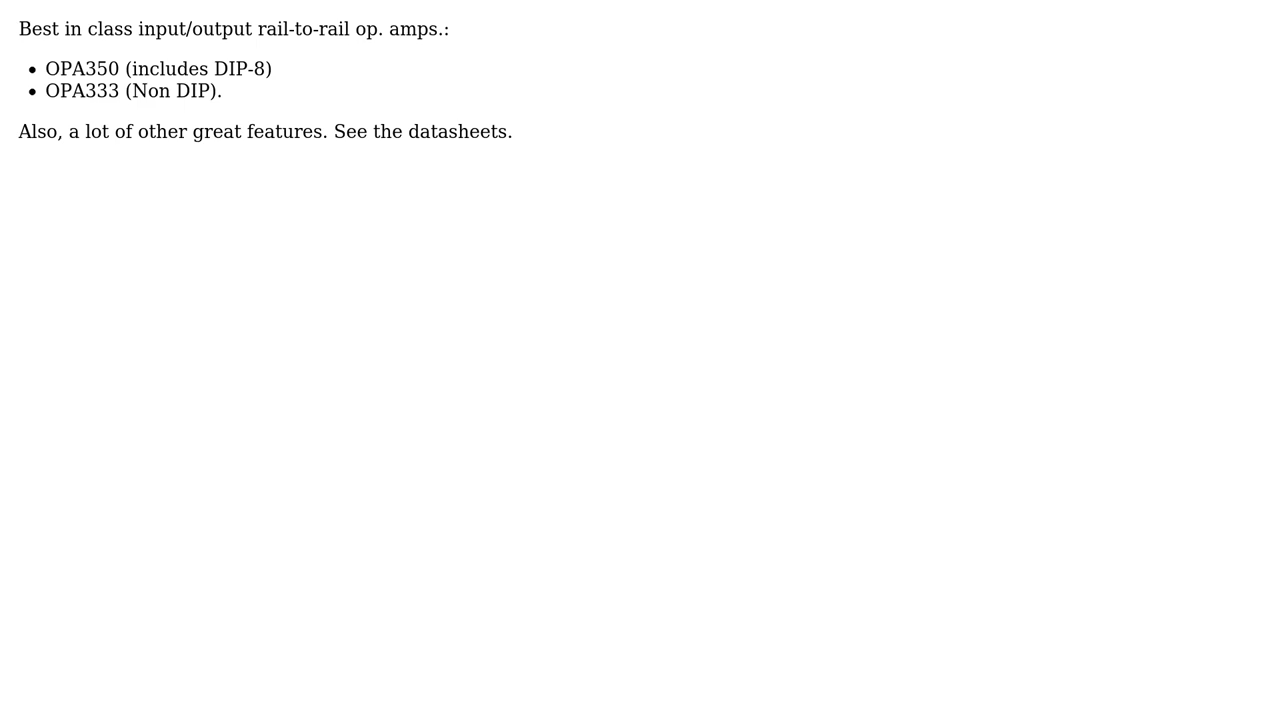 Best in class input/output rail-to-rail op. amps.:
• OPA350 (includes DIP-8)
• OPA333 (Non DIP).
Also, a lot of other great features. See the datasheets.